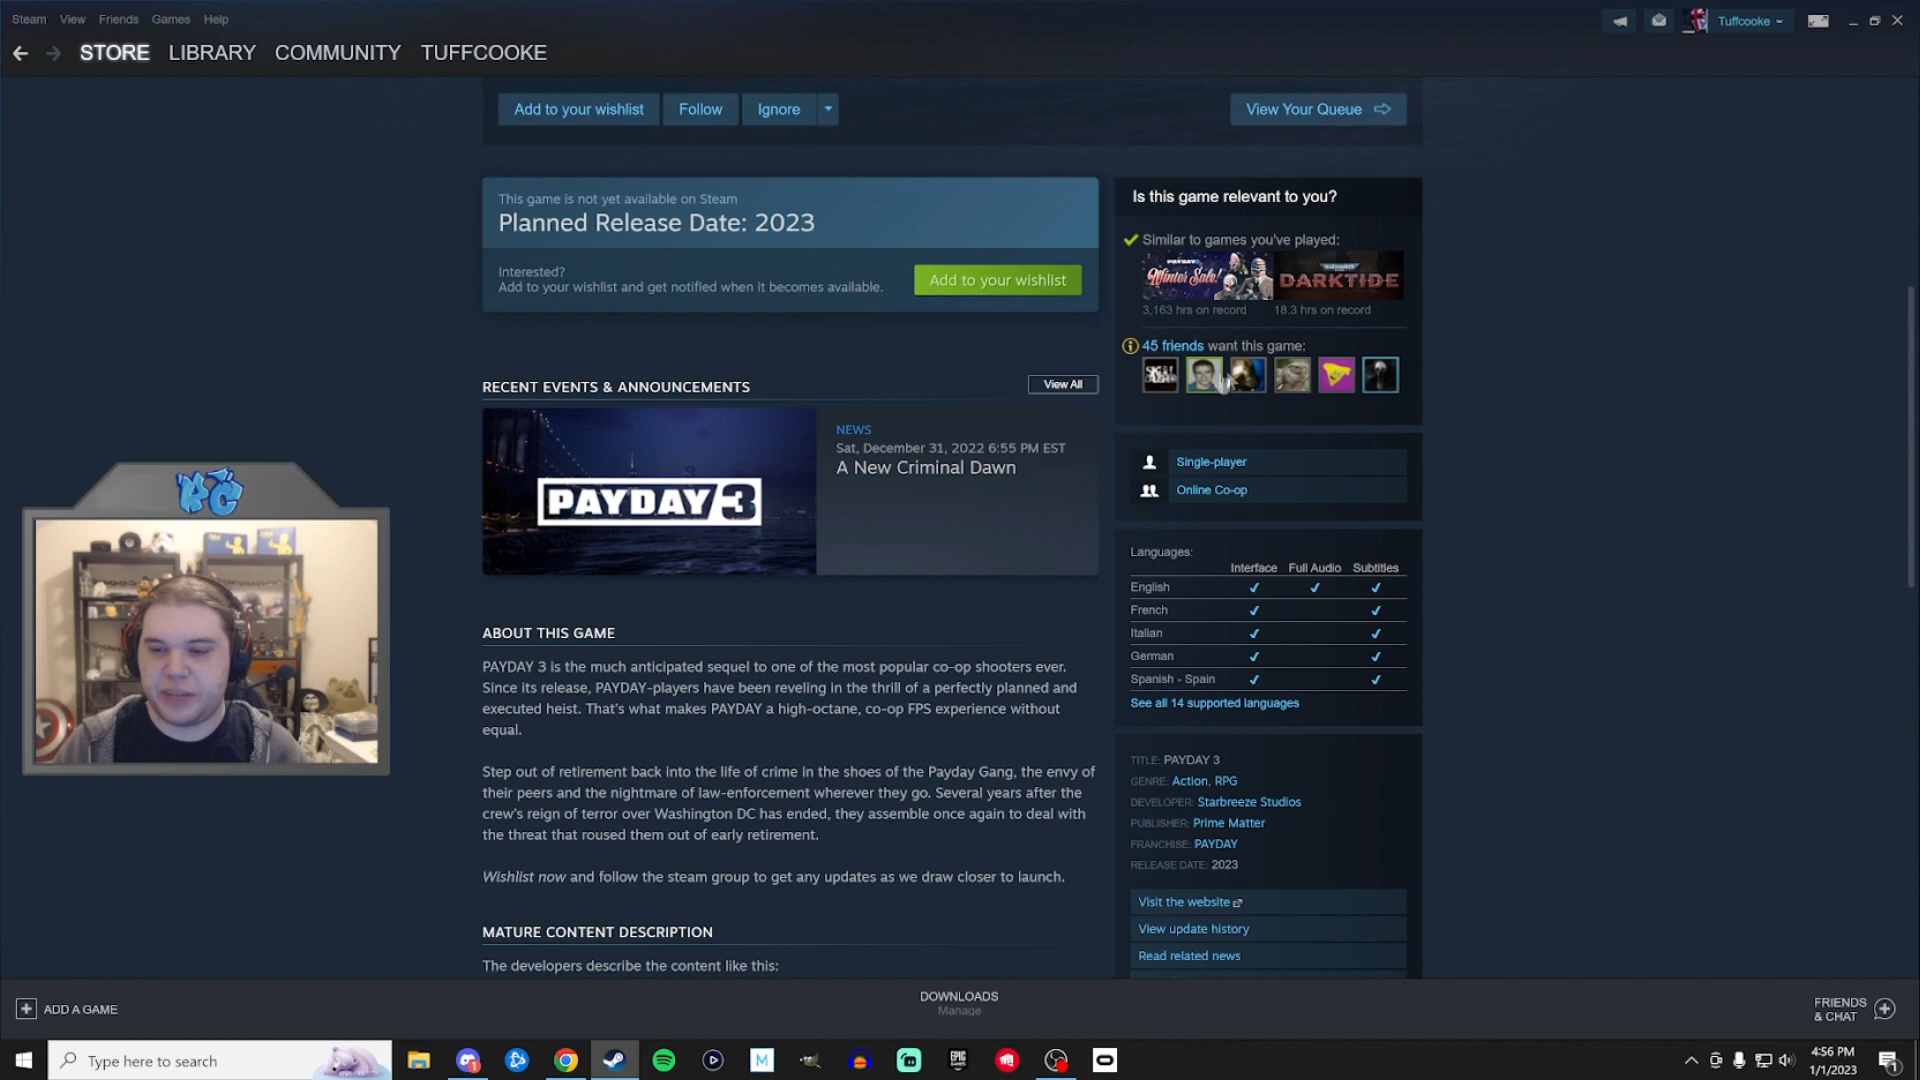 Steam View Friends Games Help
Tuffcooke
STORE LIBRARY COMMUNITY TUFFCOOKE
Add to your wishlist Follow Ignore View Your Queue
This game is not yet available on Steam
Planned Release Date: 2023
Interested?
Add to your wishlist and get notified when it becomes available.
Add to your wishlist
Is this game relevant to you?
Similar to games you've played:
PAYDAY2 Winter Sale!
WARHAMMER DARKTIDE
3,163 hrs on record 18.3 hrs on record
45 friends want this game:
RECENT EVENTS & ANNOUNCEMENTS View All
PAYDAY 3
NEWS
Sat, December 31, 2022 6:55 PM EST
A New Criminal Dawn
Single-player
Online Co-op
Languages:
Interface Full Audio Subtitles
English ✔ ✔ ✔
French ✔ ✔
Italian ✔ ✔
German ✔ ✔
Spanish - Spain ✔ ✔
See all 14 supported languages
ABOUT THIS GAME
PAYDAY 3 is the much anticipated sequel to one of the most popular co-op shooters ever.
Since its release, PAYDAY-players have been reveling in the thrill of a perfectly planned and
executed heist. That's what makes PAYDAY a high-octane, co-op FPS experience without
equal.
Step out of retirement back into the life of crime in the shoes of the Payday Gang, the envy of
their peers and the nightmare of law-enforcement wherever they go. Several years after the
crew's reign of terror over Washington DC has ended, they assemble once again to deal with
the threat that roused them out of early retirement.
Wishlist now and follow the steam group to get any updates as we draw closer to launch.
MATURE CONTENT DESCRIPTION
The developers describe the content like this:
TITLE: PAYDAY 3
GENRE: Action, RPG
DEVELOPER: Starbreeze Studios
PUBLISHER: Prime Matter
FRANCHISE: PAYDAY
RELEASE DATE: 2023
Visit the website
View update history
Read related news
ADD A GAME
DOWNLOADS
Manage
FRIENDS
& CHAT
Type here to search
EPIC GAMES
4:56 PM
1/1/2023